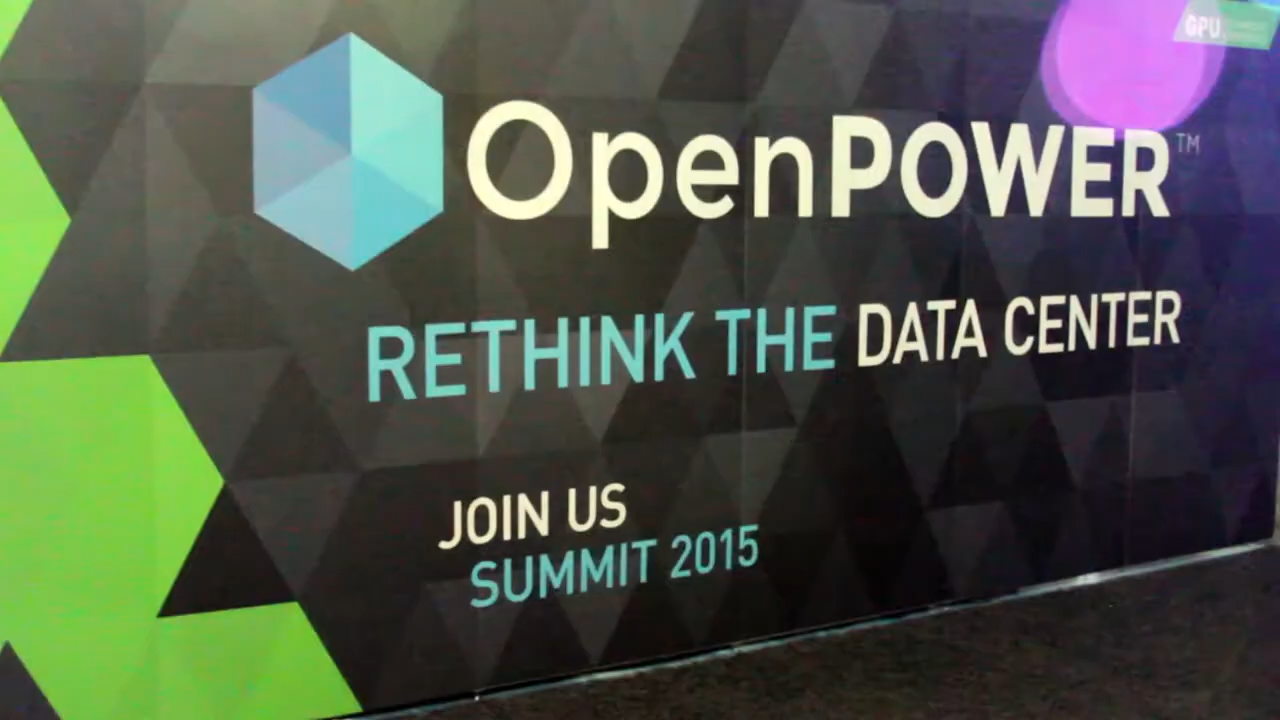 GPU
OpenPOWER™
RETHINK THE DATA CENTER
JOIN US
SUMMIT 2015